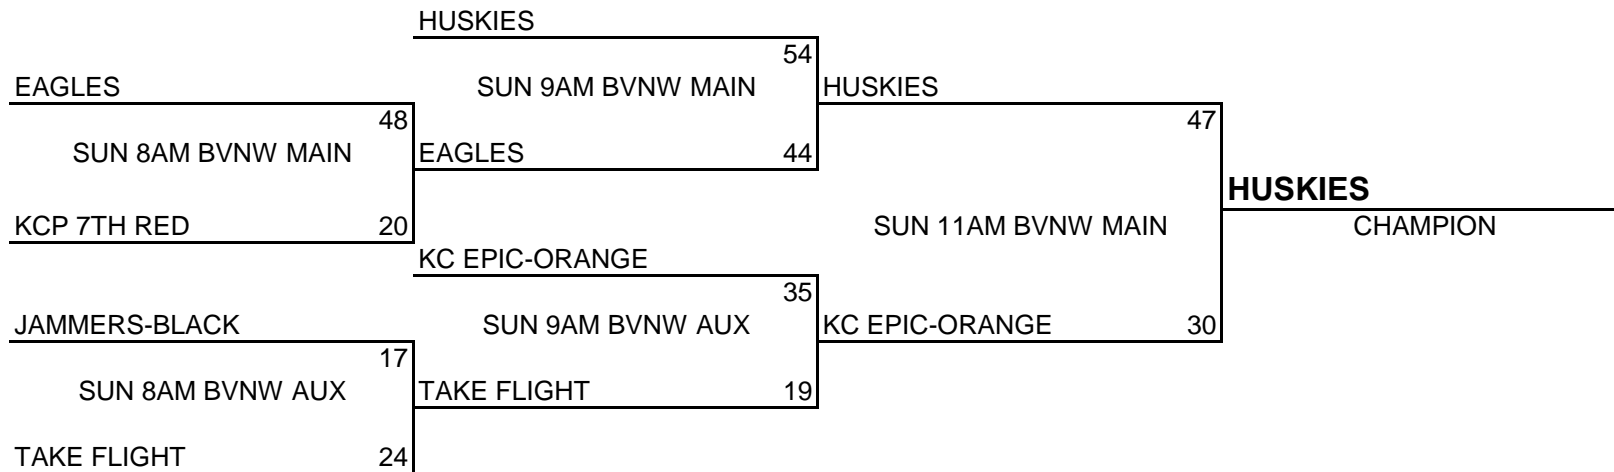 HUSKIES
54
EAGLES
SUN 9AM BVNW MAIN
HUSKIES
48
47
SUN 8AM BVNW MAIN
EAGLES
44
HUSKIES
KCP 7TH RED
20
SUN 11AM BVNW MAIN
CHAMPION
KC EPIC-ORANGE
35
JAMMERS-BLACK
SUN 9AM BVNW AUX
KC EPIC-ORANGE
30
17
SUN 8AM BVNW AUX
TAKE FLIGHT
19
TAKE FLIGHT
24